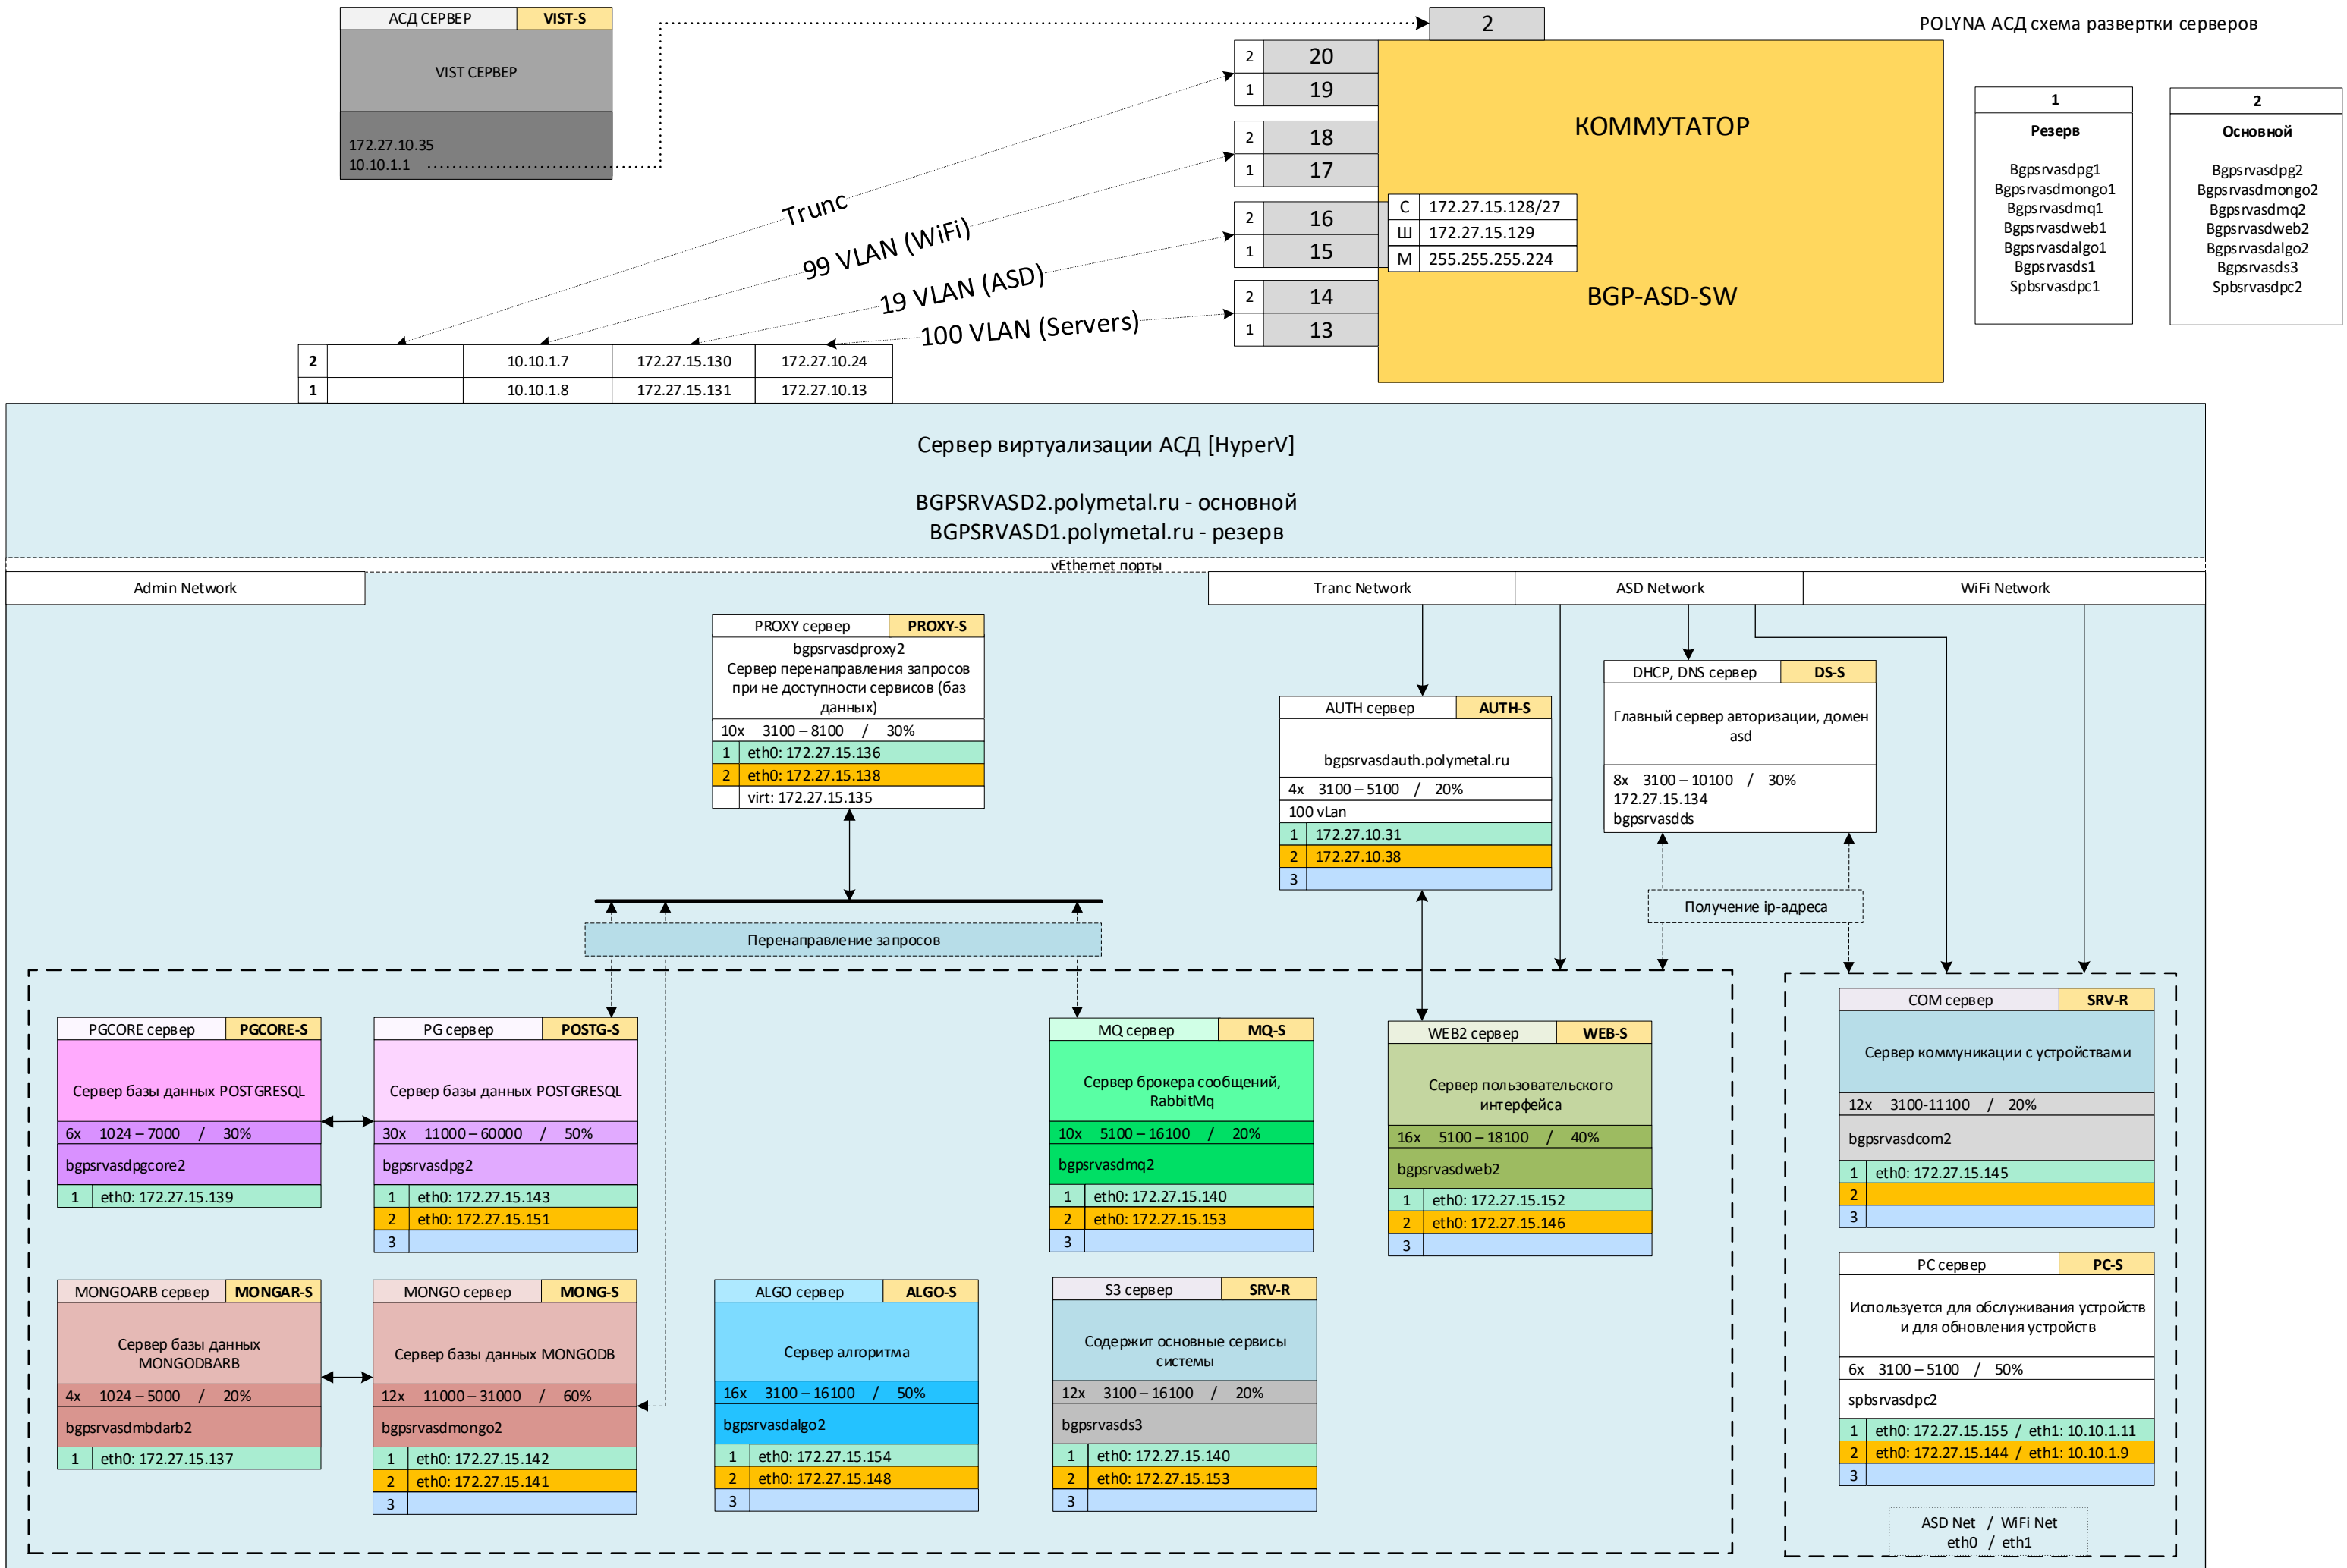 АСД СЕРВЕР
VIST-S
VIST СЕРВЕР
172.27.10.35
10.10.1.1
2
POLYNA АСД схема развертки серверов
2 20
1 19
2 18
1 17
2 16
1 15
2 14
1 13
КОММУТАТОР
С 172.27.15.128/27
Ш 172.27.15.129
М 255.255.255.224
BGP-ASD-SW
1
Резерв
Bgpsrvasdpg1
Bgpsrvasdmongo1
Bgpsrvasdmq1
Bgpsrvasdweb1
Bgpsrvasdalgo1
Bgpsrvasds1
Spbsrvasdpc1
2
Основной
Bgpsrvasdpg2
Bgpsrvasdmongo2
Bgpsrvasdmq2
Bgpsrvasdweb2
Bgpsrvasdalgo2
Bgpsrvasds3
Spbsrvasdpc2
Trunc
99 VLAN (WiFi)
19 VLAN (ASD)
100 VLAN (Servers)
2 10.10.1.7 172.27.15.130 172.27.10.24
1 10.10.1.8 172.27.15.131 172.27.10.13
Сервер виртуализации АСД [HyperV]
BGPSRVASD2.polymetal.ru - основной
BGPSRVASD1.polymetal.ru - резерв
vEthernet порты
Admin Network
Tranc Network
ASD Network
WiFi Network
PROXY сервер
PROXY-S
bgpsrvasdproxy2
Сервер перенаправления запросов
при не доступности сервисов (баз
данных)
10x 3100 – 8100 / 30%
1 eth0: 172.27.15.136
2 eth0: 172.27.15.138
virt: 172.27.15.135
AUTH сервер
AUTH-S
bgpsrvasdauth.polymetal.ru
4x 3100 – 5100 / 20%
100 vLan
1 172.27.10.31
2 172.27.10.38
3
DHCP, DNS сервер
DS-S
Главный сервер авторизации, домен
asd
8x 3100 – 10100 / 30%
172.27.15.134
bgpsrvasdds
Получение ip-адреса
Перенаправление запросов
PGCORE сервер
PGCORE-S
Сервер базы данных POSTGRESQL
6x 1024 – 7000 / 30%
bgpsrvasdpgcore2
1 eth0: 172.27.15.139
PG сервер
POSTG-S
Сервер базы данных POSTGRESQL
30x 11000 – 60000 / 50%
bgpsrvasdpg2
1 eth0: 172.27.15.143
2 eth0: 172.27.15.151
3
MQ сервер
MQ-S
Сервер брокера сообщений,
RabbitMq
10x 5100 – 16100 / 20%
bgpsrvasdmq2
1 eth0: 172.27.15.140
2 eth0: 172.27.15.153
3
WEB2 сервер
WEB-S
Сервер пользовательского
интерфейса
16x 5100 – 18100 / 40%
bgpsrvasdweb2
1 eth0: 172.27.15.152
2 eth0: 172.27.15.146
3
COM сервер
SRV-R
Сервер коммуникации с устройствами
12x 3100-11100 / 20%
bgpsrvasdcom2
1 eth0: 172.27.15.145
2
3
MONGOARB сервер
MONGAR-S
Сервер базы данных
MONGODBARB
4x 1024 – 5000 / 20%
bgpsrvasdmbdarb2
1 eth0: 172.27.15.137
MONGO сервер
MONG-S
Сервер базы данных MONGODB
12x 11000 – 31000 / 60%
bgpsrvasdmongo2
1 eth0: 172.27.15.142
2 eth0: 172.27.15.141
3
ALGO сервер
ALGO-S
Сервер алгоритма
16x 3100 – 16100 / 50%
bgpsrvasdalgo2
1 eth0: 172.27.15.154
2 eth0: 172.27.15.148
3
S3 сервер
SRV-R
Содержит основные сервисы
системы
12x 3100 – 16100 / 20%
bgpsrvasds3
1 eth0: 172.27.15.140
2 eth0: 172.27.15.153
3
PC сервер
PC-S
Используется для обслуживания устройств
и для обновления устройств
6x 3100 – 5100 / 50%
spbsrvasdpc2
1 eth0: 172.27.15.155 / eth1: 10.10.1.11
2 eth0: 172.27.15.144 / eth1: 10.10.1.9
3
ASD Net / WiFi Net
eth0 / eth1